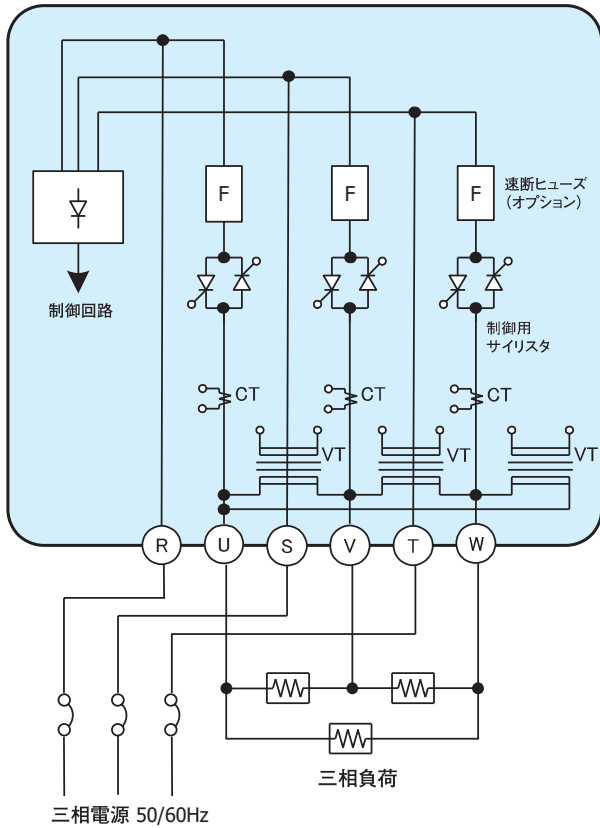 F
F
F
速断ヒューズ
（オプション）
制御回路
制御用
サイリスタ
CT
CT
CT
VT
VT
VT
R
U
S
V
T
W
三相負荷
三相電源 50/60Hz